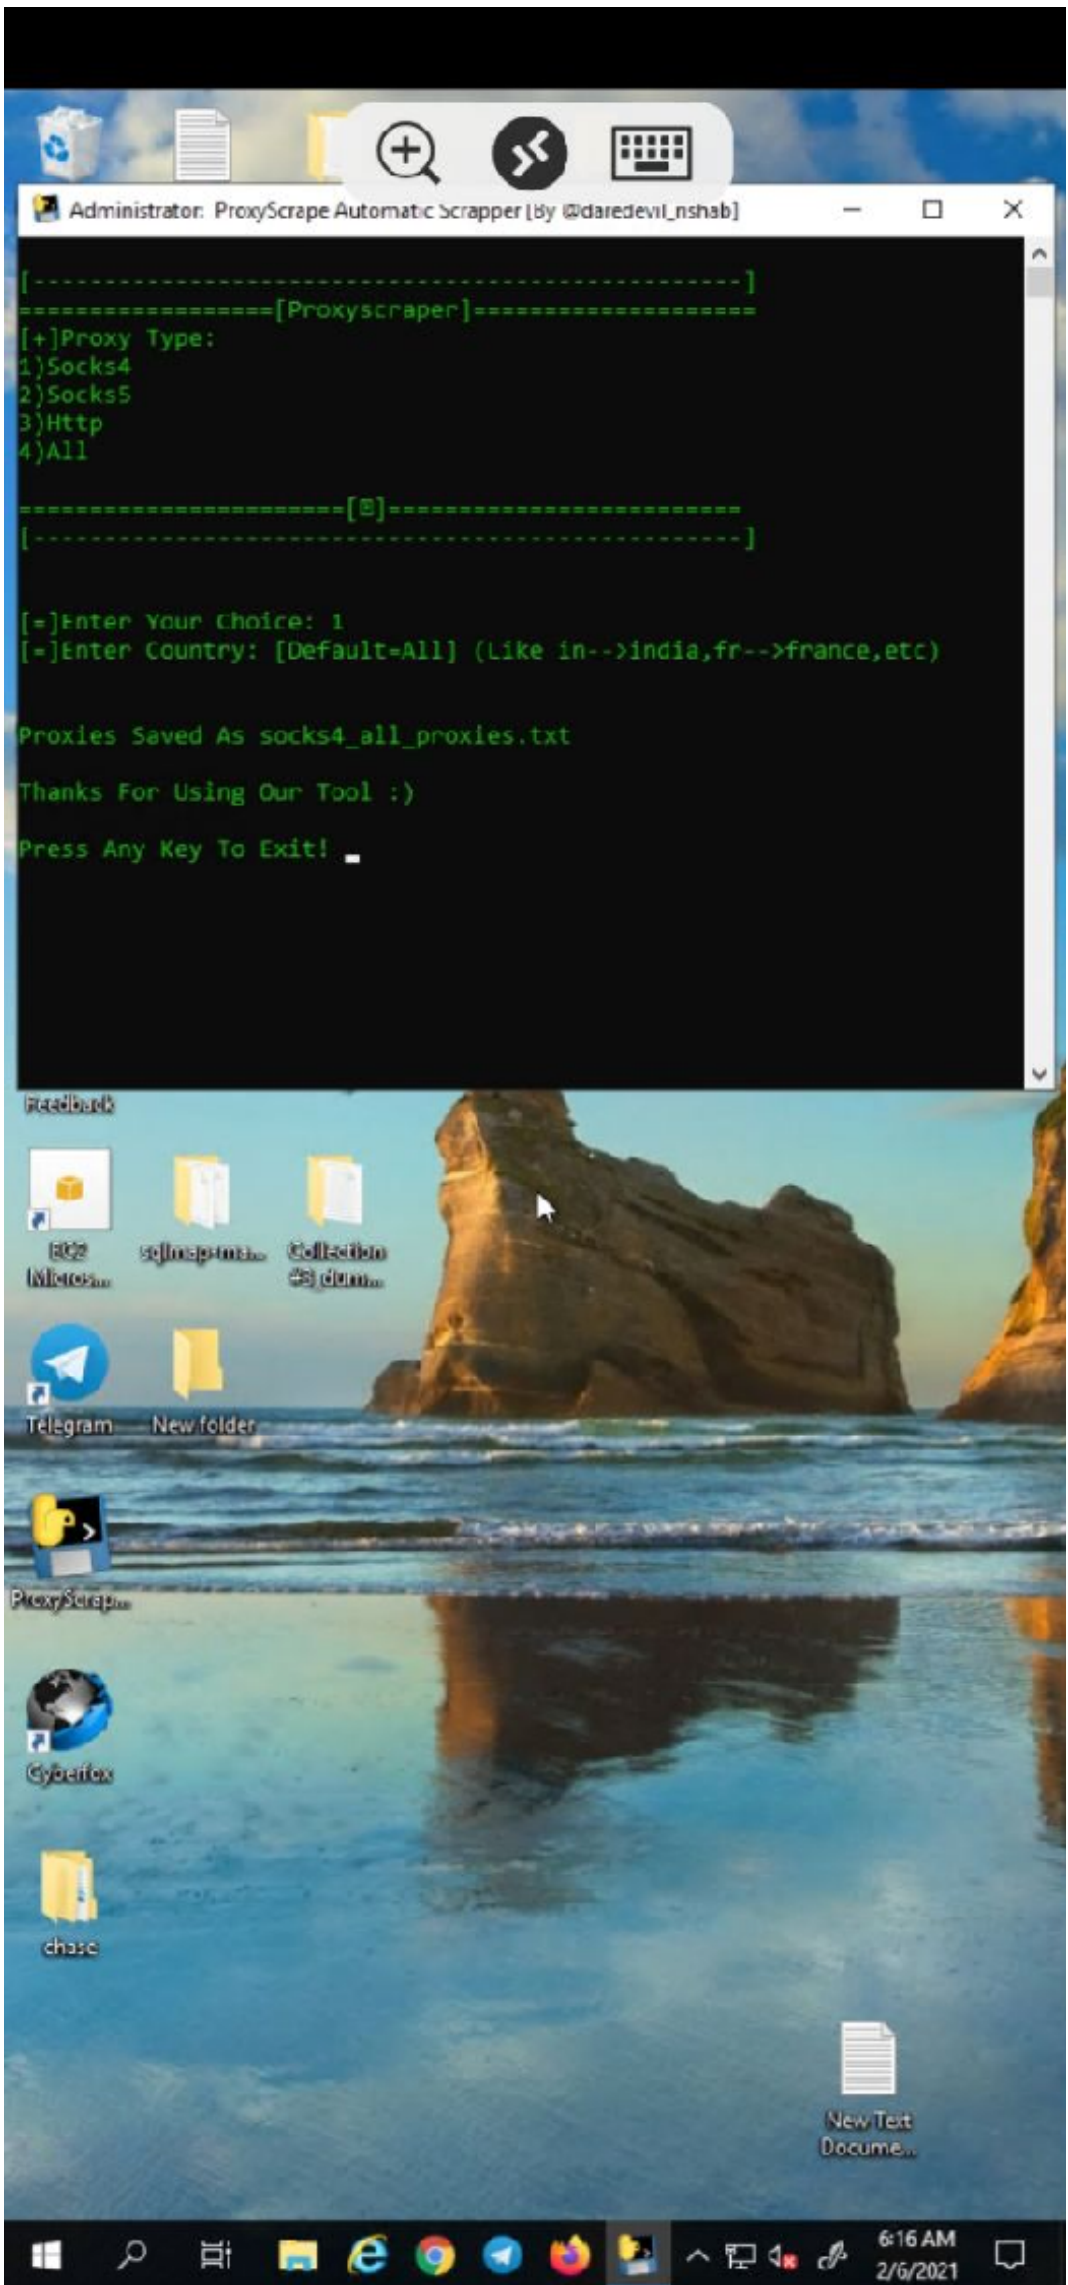 Administrator: ProxyScrape Automatic Scrapper [By @daredevil_rishab]
[--------------------------------------------------]
==================[Proxyscraper]====================
[+]Proxy Type:
1)Socks4
2)Socks5
3)Http
4)All
=======================[⍰]=========================
[--------------------------------------------------]
[=]Enter Your Choice: 1
[=]Enter Country: [Default=All] (Like in-->india,fr-->france,etc)
Proxies Saved As socks4_all_proxies.txt
Thanks For Using Our Tool :)
Press Any Key To Exit!
Feedback
EC2
Micros...
sqlmap-ma...
Collection
#3_dum...
Telegram
New folder
ProxyScrap...
Cyberfox
chase
New Text
Docume...
6:16 AM
2/6/2021